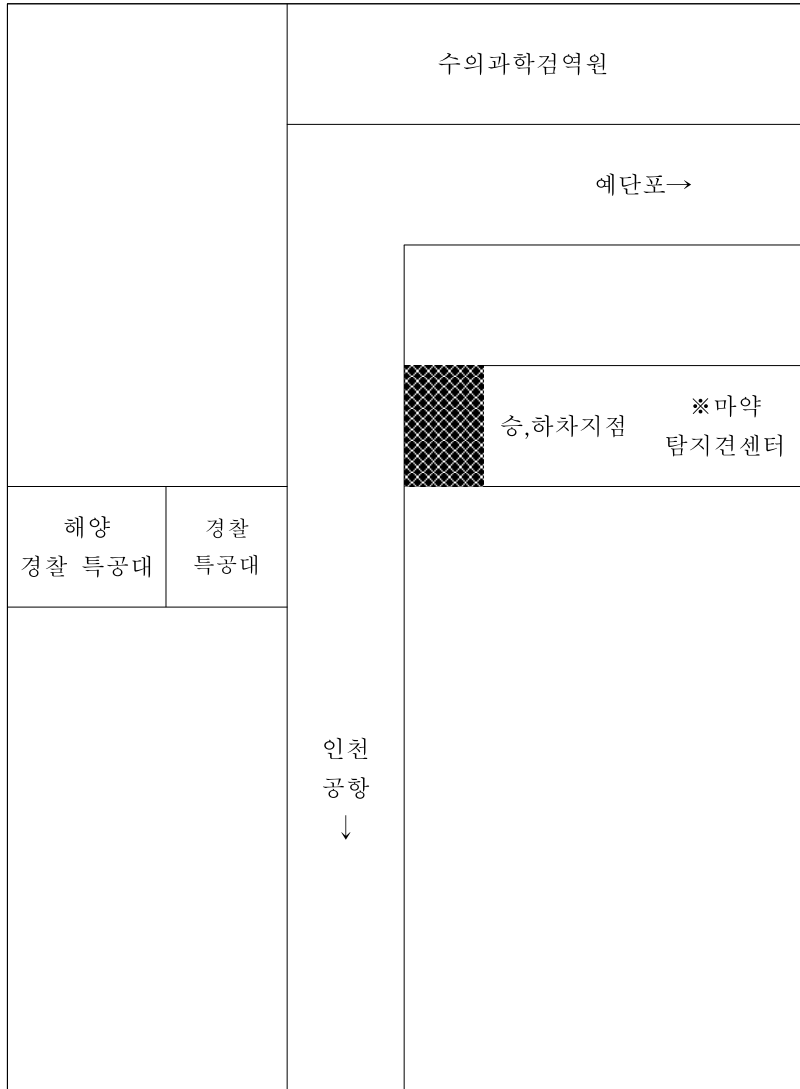 수의과학검역원
예단포→
승,하차지점
※마약
탐지견센터
해양
경찰 특공대
경찰
특공대
인천
공항
↓